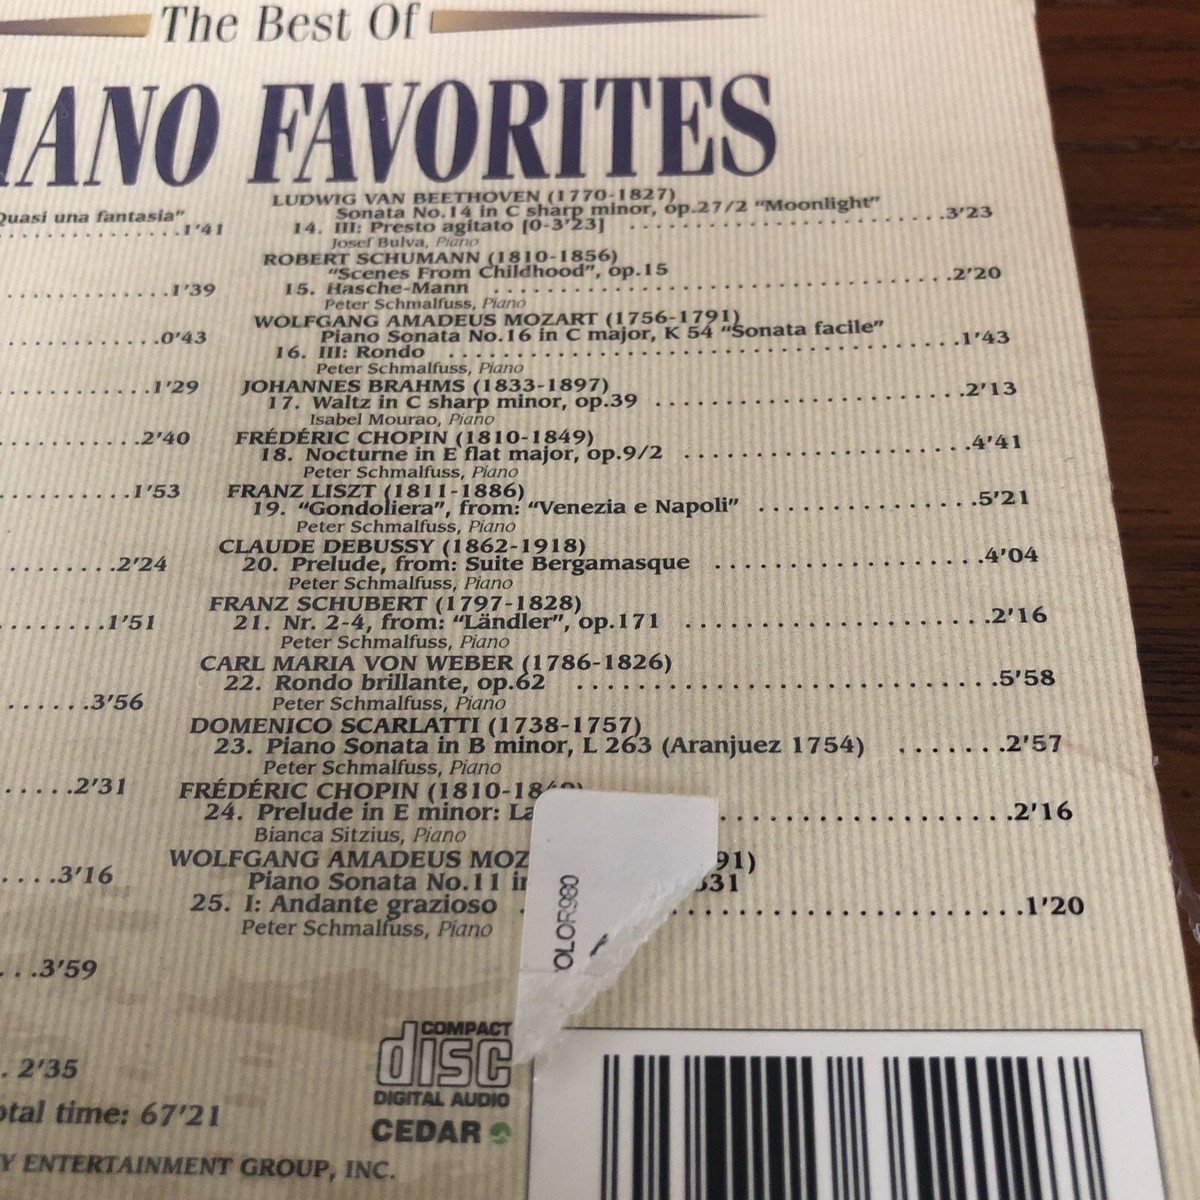 The Best Of
PIANO FAVORITES
Quasi una fantasia"
1'41
1'39
0'43
1'29
2'40
1'53
2'24
1'51
3'56
2'31
3'16
3'59
2'35
total time: 67'21
Y ENTERTAINMENT GROUP, INC.
LUDWIG VAN BEETHOVEN (1770-1827)
Sonata No.14 in C sharp minor, op.27/2 "Moonlight"
14. III: Presto agitato [0-3'23] 3'23
Josef Bulva, Piano
ROBERT SCHUMANN (1810-1856)
"Scenes From Childhood", op.15
15. Hasche-Mann 2'20
Peter Schmalfuss, Piano
WOLFGANG AMADEUS MOZART (1756-1791)
Piano Sonata No.16 in C major, K 54 "Sonata facile"
16. III: Rondo 1'43
Peter Schmalfuss, Piano
JOHANNES BRAHMS (1833-1897)
17. Waltz in C sharp minor, op.39 2'13
Isabel Mourao, Piano
FRÉDÉRIC CHOPIN (1810-1849)
18. Nocturne in E flat major, op.9/2 4'41
Peter Schmalfuss, Piano
FRANZ LISZT (1811-1886)
19. "Gondoliera", from: "Venezia e Napoli" 5'21
Peter Schmalfuss, Piano
CLAUDE DEBUSSY (1862-1918)
20. Prelude, from: Suite Bergamasque 4'04
Peter Schmalfuss, Piano
FRANZ SCHUBERT (1797-1828)
21. Nr. 2-4, from: "Ländler", op.171 2'16
Peter Schmalfuss, Piano
CARL MARIA VON WEBER (1786-1826)
22. Rondo brillante, op.62 5'58
Peter Schmalfuss, Piano
DOMENICO SCARLATTI (1738-1757)
23. Piano Sonata in B minor, L 263 (Aranjuez 1754) 2'57
Peter Schmalfuss, Piano
FRÉDÉRIC CHOPIN (1810-1849)
24. Prelude in E minor: La 2'16
Bianca Sitzius, Piano
WOLFGANG AMADEUS MOZ 91)
Piano Sonata No.11 in 331
25. I: Andante grazioso 1'20
Peter Schmalfuss, Piano
OLOR980
COMPACT
disc
DIGITAL AUDIO
CEDAR